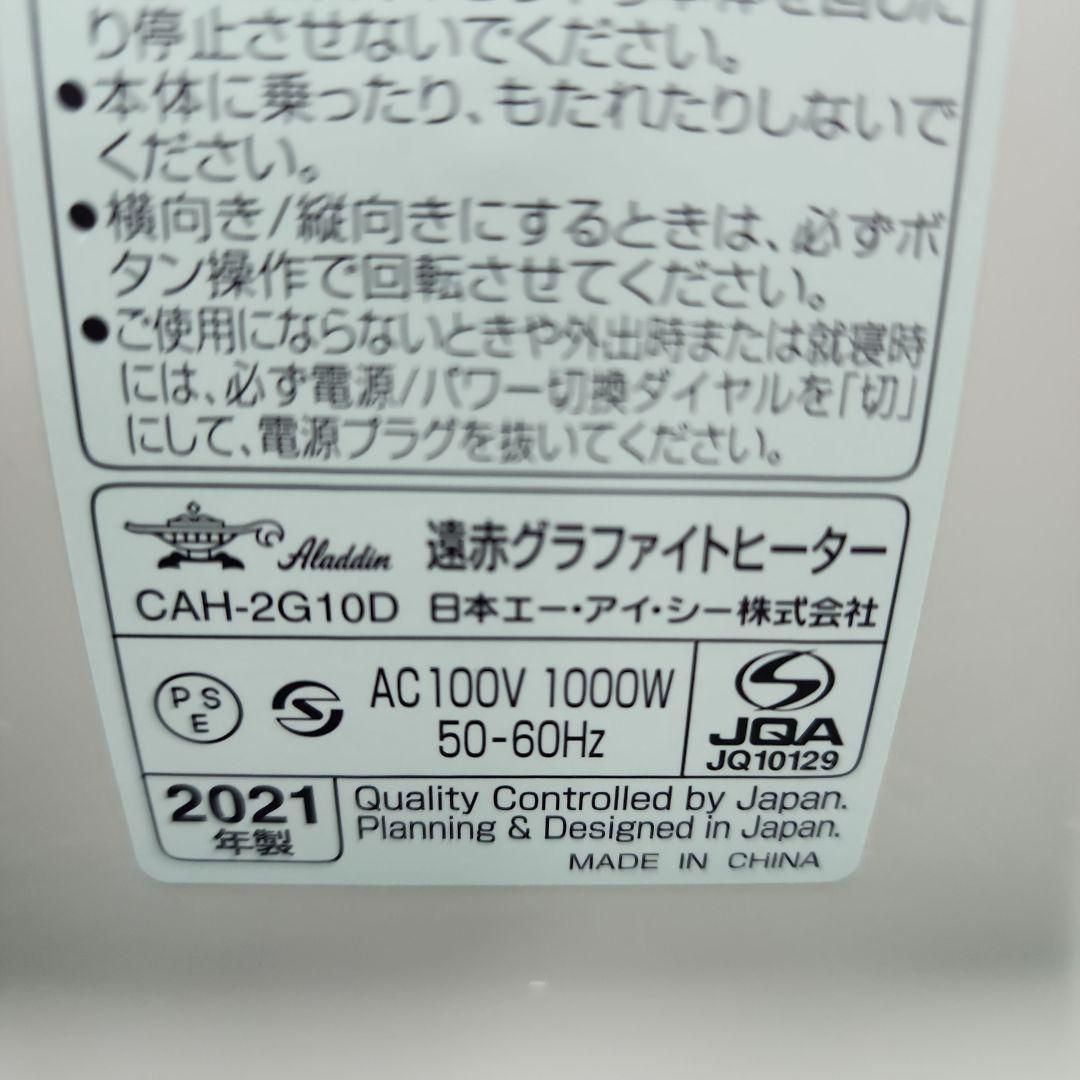 り停止させないでください。
●本体に乗ったり、もたれたりしないで
ください。
●横向き/縦向きにするときは、必ずボ
タン操作で回転させてください。
●ご使用にならないときや外出時または就寝時
には、必ず電源/パワー切換ダイヤルを「切」
にして、電源プラグを抜いてください。
Aladdin 遠赤グラファイトヒーター
CAH-2G10D 日本エー・アイ・シー株式会社
PSE AC100V 1000W
50-60Hz
JQA
JQ10129
2021
年製
Quality Controlled by Japan.
Planning & Designed in Japan.
MADE IN CHINA